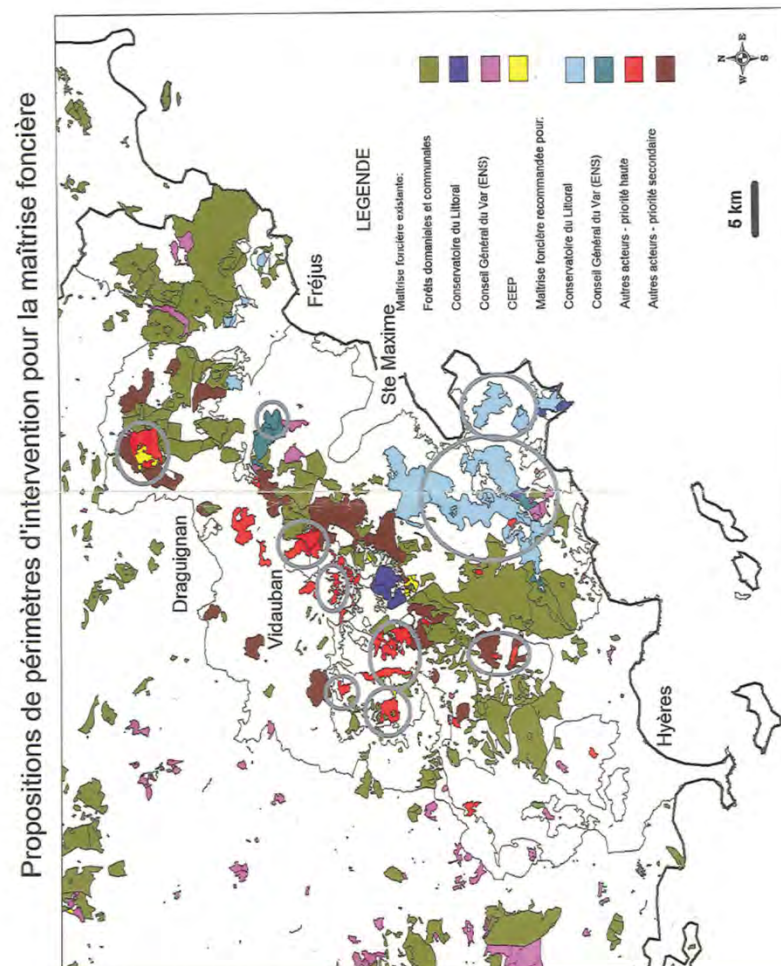 Propositions de périmètres d'intervention pour la maîtrise foncière
Draguignan
Vidauban
Fréjus
Ste Maxime
Hyères
LEGENDE
Maîtrise foncière existante:
Forêts domaniales et communales
Conservatoire du Littoral
Conseil Général du Var (ENS)
CEEP
Maîtrise foncière recommandée pour:
Conservatoire du Littoral
Conseil Général du Var (ENS)
Autres acteurs - priorité haute
Autres acteurs - priorité secondaire
5 km
N
W E
S